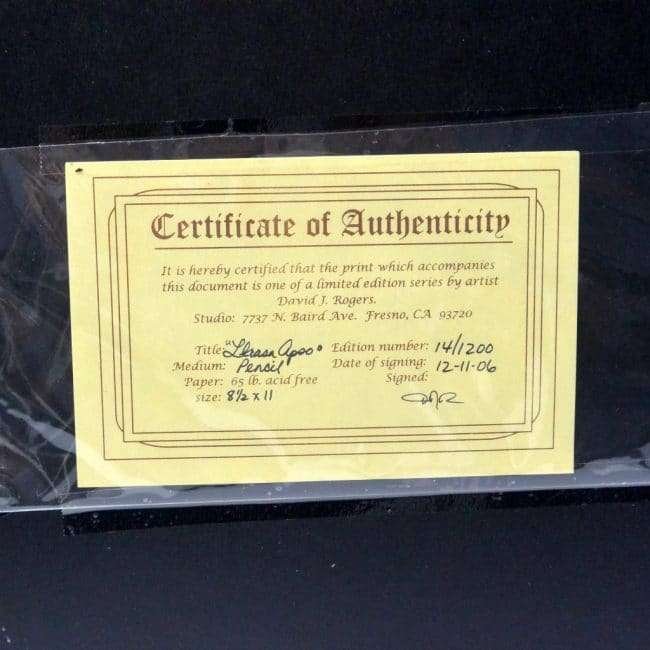 Certificate of Authenticity
It is hereby certified that the print which accompanies
this document is one of a limited edition series by artist
David J. Rogers.
Studio: 7737 N. Baird Ave. Fresno, CA 93720
Title: "Lhrasa Apso" Edition number: 14/1200
Medium: Pencil Date of signing: 12-11-06
Paper: 65 lb. acid free Signed:
size: 8½ x 11